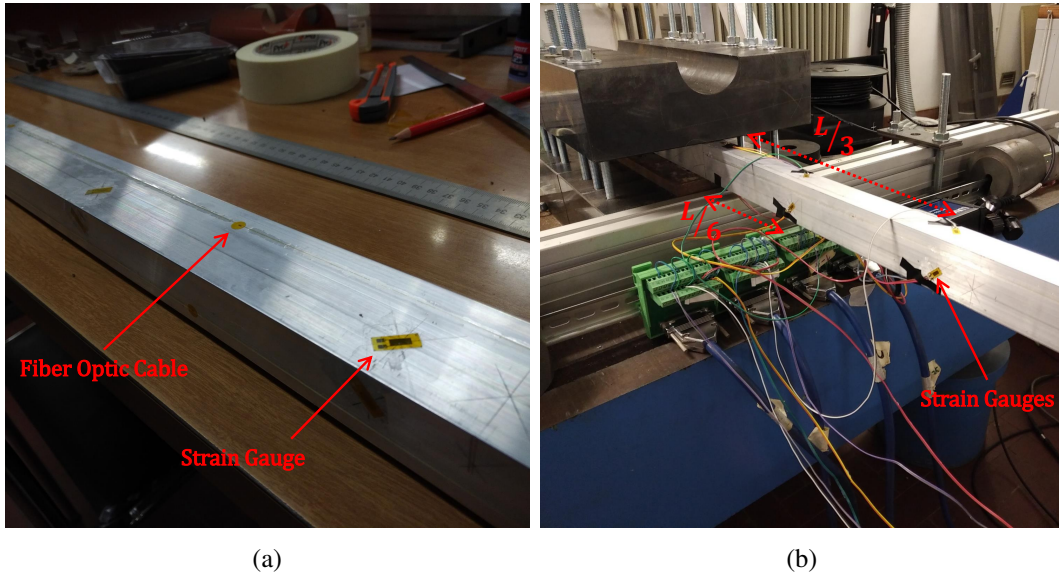 Fiber Optic Cable
Strain Gauge
L/3
L/6
Strain Gauges
(a)
(b)